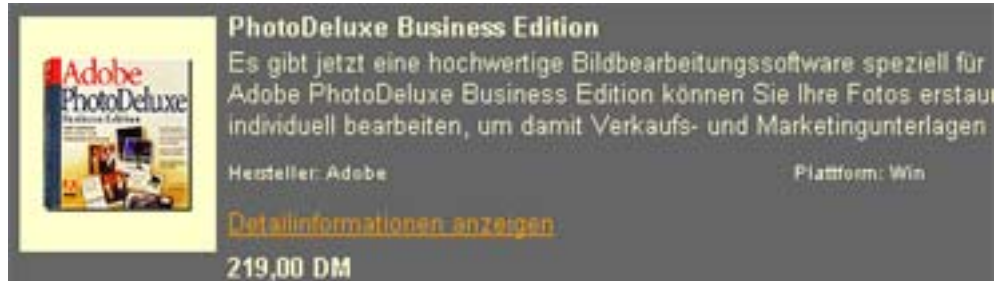 PhotoDeluxe Business Edition
Es gibt jetzt eine hochwertige Bildbearbeitungssoftware speziell für
Adobe PhotoDeluxe Business Edition können Sie Ihre Fotos erstau
individuell bearbeiten, um damit Verkaufs- und Marketingunterlagen
Hersteller: Adobe Plattform: Win
Detailinformationen anzeigen
219,00 DM
Adobe
PhotoDeluxe
Business Edition